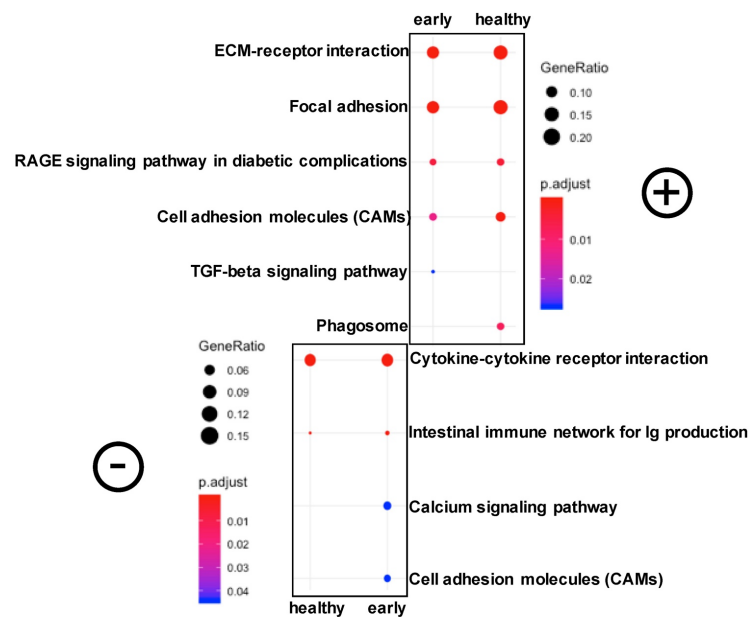 early healthy
ECM-receptor interaction
Focal adhesion
RAGE signaling pathway in diabetic complications
Cell adhesion molecules (CAMs)
TGF-beta signaling pathway
Phagosome
GeneRatio
0.10
0.15
0.20
p.adjust
0.01
0.02
+
GeneRatio
0.06
0.09
0.12
0.15
p.adjust
0.01
0.02
0.03
0.04
-
Cytokine-cytokine receptor interaction
Intestinal immune network for Ig production
Calcium signaling pathway
Cell adhesion molecules (CAMs)
healthy early